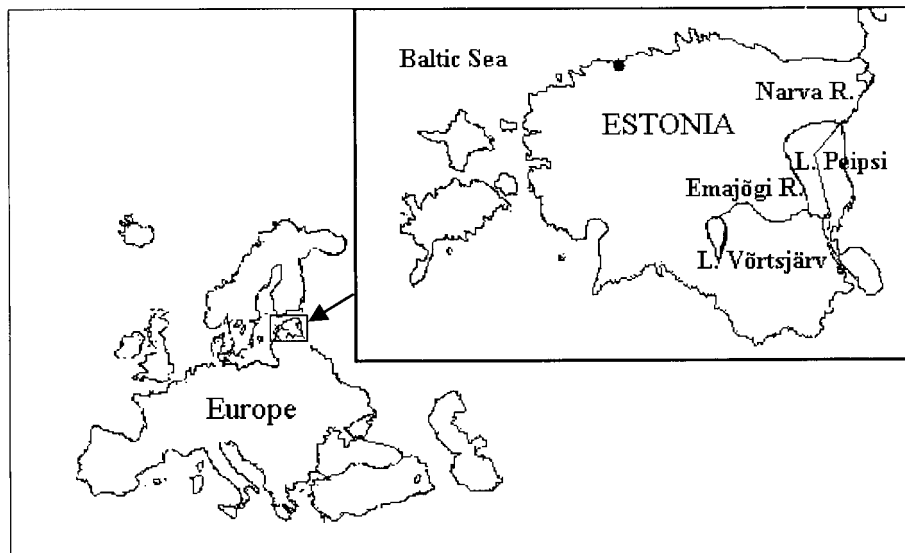 Baltic Sea
Narva R.
ESTONIA
L. Peipsi
Emajõgi R.
L. Võrtsjärv
Europe